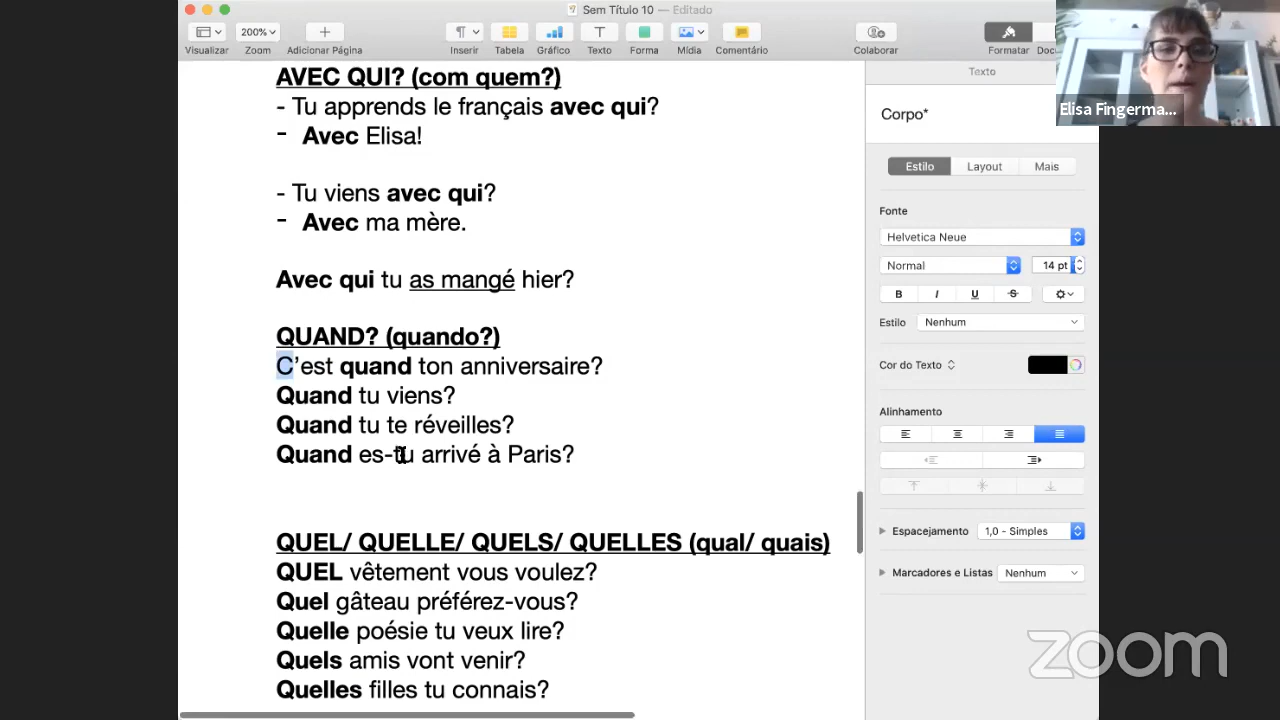 Sem Título 10 — Editado
200%
Visualizar Zoom Adicionar Página Inserir Tabela Gráfico Texto Forma Mídia Comentário Colaborar Formatar
Texto
Elisa Fingerma...
AVEC QUI? (com quem?)
- Tu apprends le français avec qui?
- Avec Elisa!
- Tu viens avec qui?
- Avec ma mère.
Avec qui tu as mangé hier?
QUAND? (quando?)
C'est quand ton anniversaire?
Quand tu viens?
Quand tu te réveilles?
Quand es-tu arrivé à Paris?
QUEL/ QUELLE/ QUELS/ QUELLES (qual/ quais)
QUEL vêtement vous voulez?
Quel gâteau préférez-vous?
Quelle poésie tu veux lire?
Quels amis vont venir?
Quelles filles tu connais?
Corpo*
Estilo Layout Mais
Fonte
Helvetica Neue
Normal 14 pt
B I U S
Estilo Nenhum
Cor do Texto
Alinhamento
Espacejamento 1,0 - Simples
Marcadores e Listas Nenhum
zoom